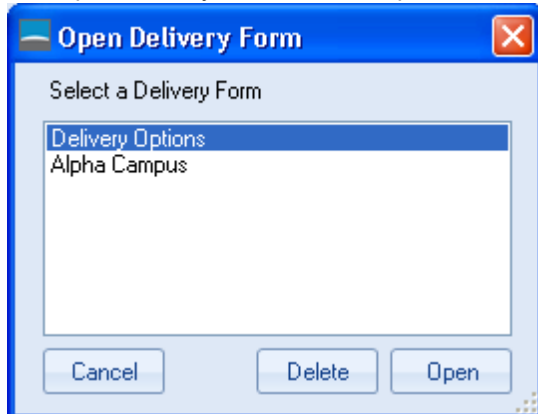 Open Delivery Form
Select a Delivery Form
Delivery Options
Alpha Campus
Cancel Delete Open